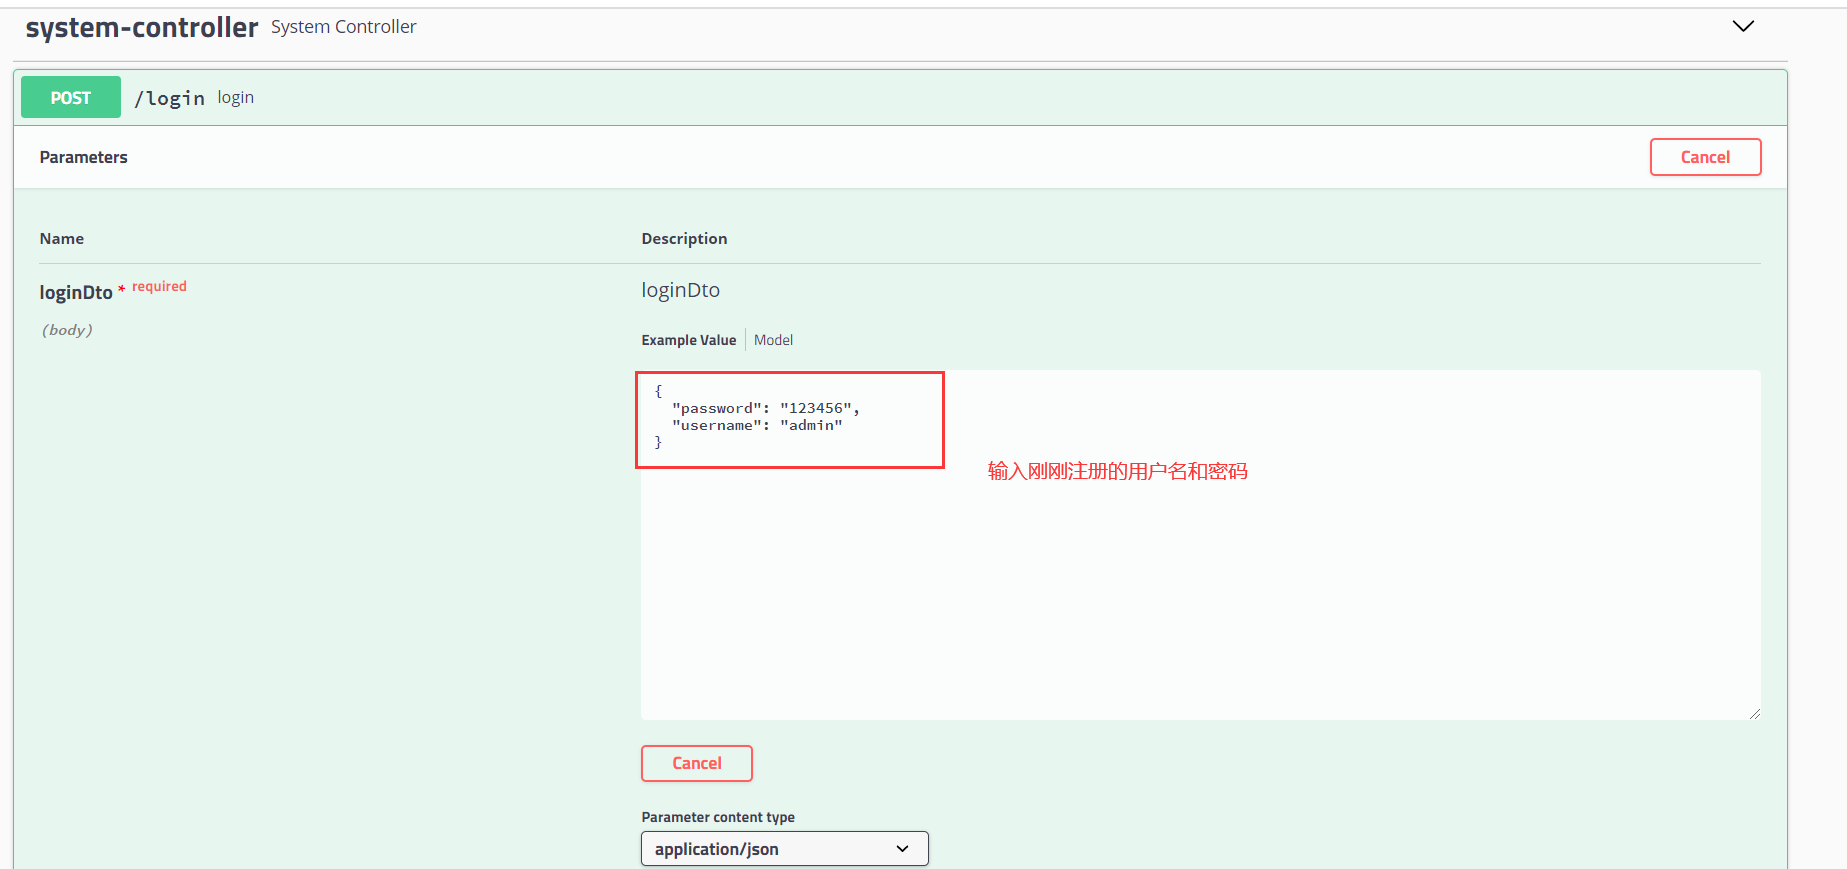 system-controller System Controller
POST /login login
Parameters Cancel
Name Description
loginDto * required loginDto
(body)
Example Value Model
{
"password": "123456",
"username": "admin"
}
输入刚刚注册的用户名和密码
Cancel
Parameter content type
application/json